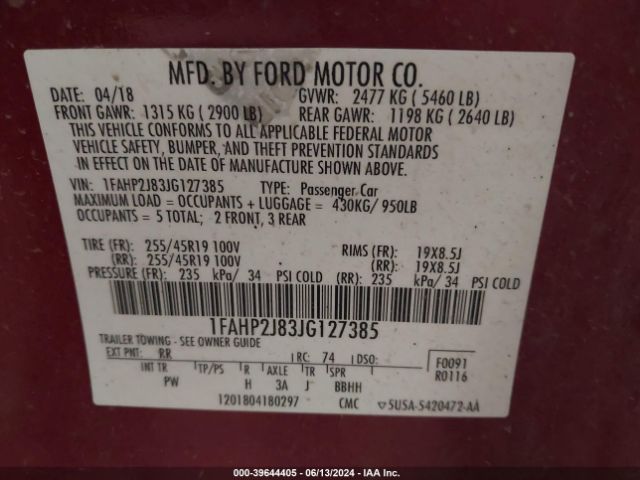 MFD. BY FORD MOTOR CO.
DATE: 04/18 GVWR: 2477 KG ( 5460 LB)
FRONT GAWR: 1315 KG ( 2900 LB) REAR GAWR: 1198 KG ( 2640 LB)
THIS VEHICLE CONFORMS TO ALL APPLICABLE FEDERAL MOTOR
VEHICLE SAFETY, BUMPER, AND THEFT PREVENTION STANDARDS
IN EFFECT ON THE DATE OF MANUFACTURE SHOWN ABOVE.
VIN: 1FAHP2J83JG127385 TYPE: Passenger Car
MAXIMUM LOAD = OCCUPANTS + LUGGAGE = 430KG/ 950LB
OCCUPANTS = 5 TOTAL; 2 FRONT, 3 REAR
TIRE (FR): 255/45R19 100V RIMS (FR): 19X8.5J
(RR): 255/45R19 100V (RR): 19X8.5J
PRESSURE (FR): 235 kPa/ 34 PSI COLD (RR): 235 kPa/ 34 PSI COLD
1FAHP2J83JG127385
TRAILER TOWING - SEE OWNER GUIDE
EXT PNT: RR RC: 74 DSO: F0091
INT TR TP/PS R AXLE TR SPR R0116
PW H 3A J BBHH
1201804180297 CMC ▽5USA-5420472-AA
000-39644405 - 06/13/2024 - IAA Inc.